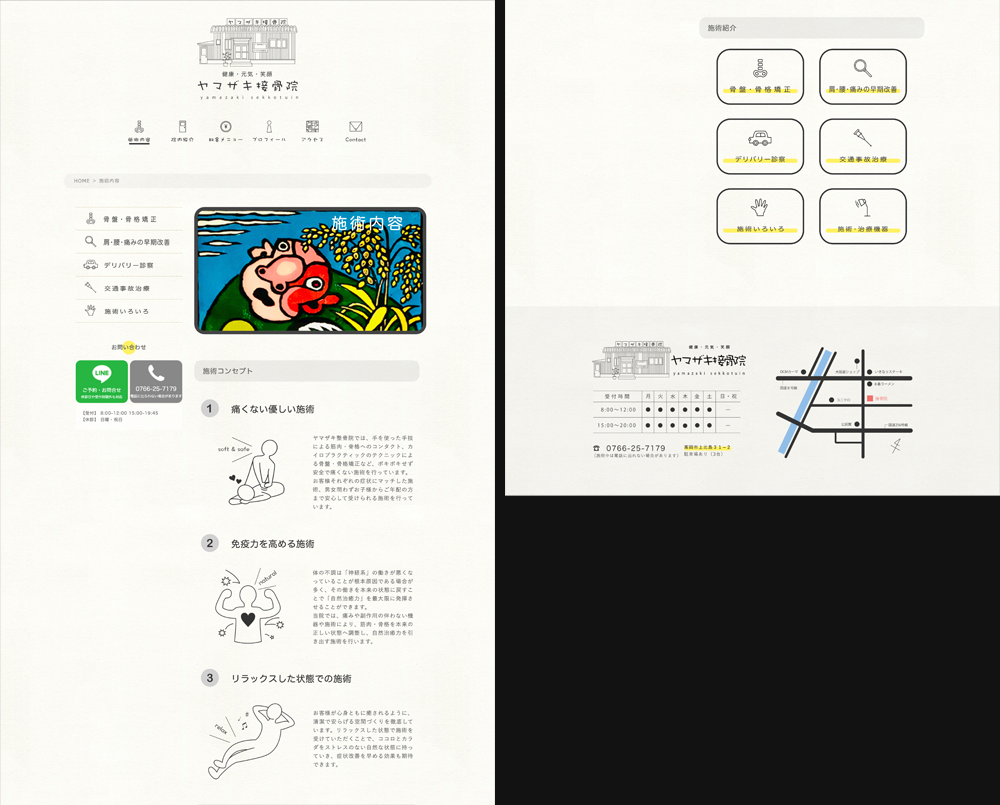 ヤマザキ接骨院
健康・元気・笑顔
ヤマザキ接骨院
yamazaki sekkotuin
施術内容
院内紹介
料金メニュー
プロフィール
アクセス
Contact
HOME > 施術内容
骨盤・骨格矯正
肩・腰・痛みの早期改善
デリバリー診察
交通事故治療
施術いろいろ
お問い合わせ
LINE
ご予約・お問合せ
0766-25-7179
【受付】 8:00-12:00 15:00-19:45
【休診】 日曜・祝日
施術内容
施術コンセプト
1 痛くない優しい施術
soft & safe
ヤマザキ整骨院では、手を使った手技
による筋肉・骨格へのコンタクト、カ
イロプラクティックのテクニックによ
る骨盤・骨格矯正など、ボキボキせず
安全で痛くない施術を行っています。
お客様それぞれの症状にマッチした施
術、男女問わずお子様からご年配の方
まで安心して受けられる施術を行って
います。
2 免疫力を高める施術
natural
体の不調は「神経系」の働きが悪くな
っていることが根本原因である場合が
多く、その働きを本来の状態に戻すこ
とで「自然治癒力」を最大限に発揮さ
せることができます。
当院では、痛みや副作用の伴わない機
器や施術により、筋肉・骨格を本来の
正しい状態へ調整し、自然治癒力を引
き出す施術を行います。
3 リラックスした状態での施術
relax
お客様が心身ともに癒されるように、
清潔で安らげる空間づくりを徹底して
います。リラックスした状態で施術を
受けていただくことで、ココロとカラ
ダをストレスのない自然な状態に持っ
ていき、症状改善を早める効果も期待
できます。
施術紹介
骨盤・骨格矯正
肩・腰・痛みの早期改善
デリバリー診察
交通事故治療
施術いろいろ
施術・治療機器
健康・元気・笑顔
ヤマザキ接骨院
yamazaki sekkotuin
受付時間 月 火 水 木 金 土 日・祝
8:00〜12:00 ● ● ● ● ● ● ―
15:00〜20:00 ● ● ● ● ● ● ―
☎ 0766-25-7179
(施術中は電話に出れない場合があります)
高岡市上北島31−2
駐車場あり（3台）